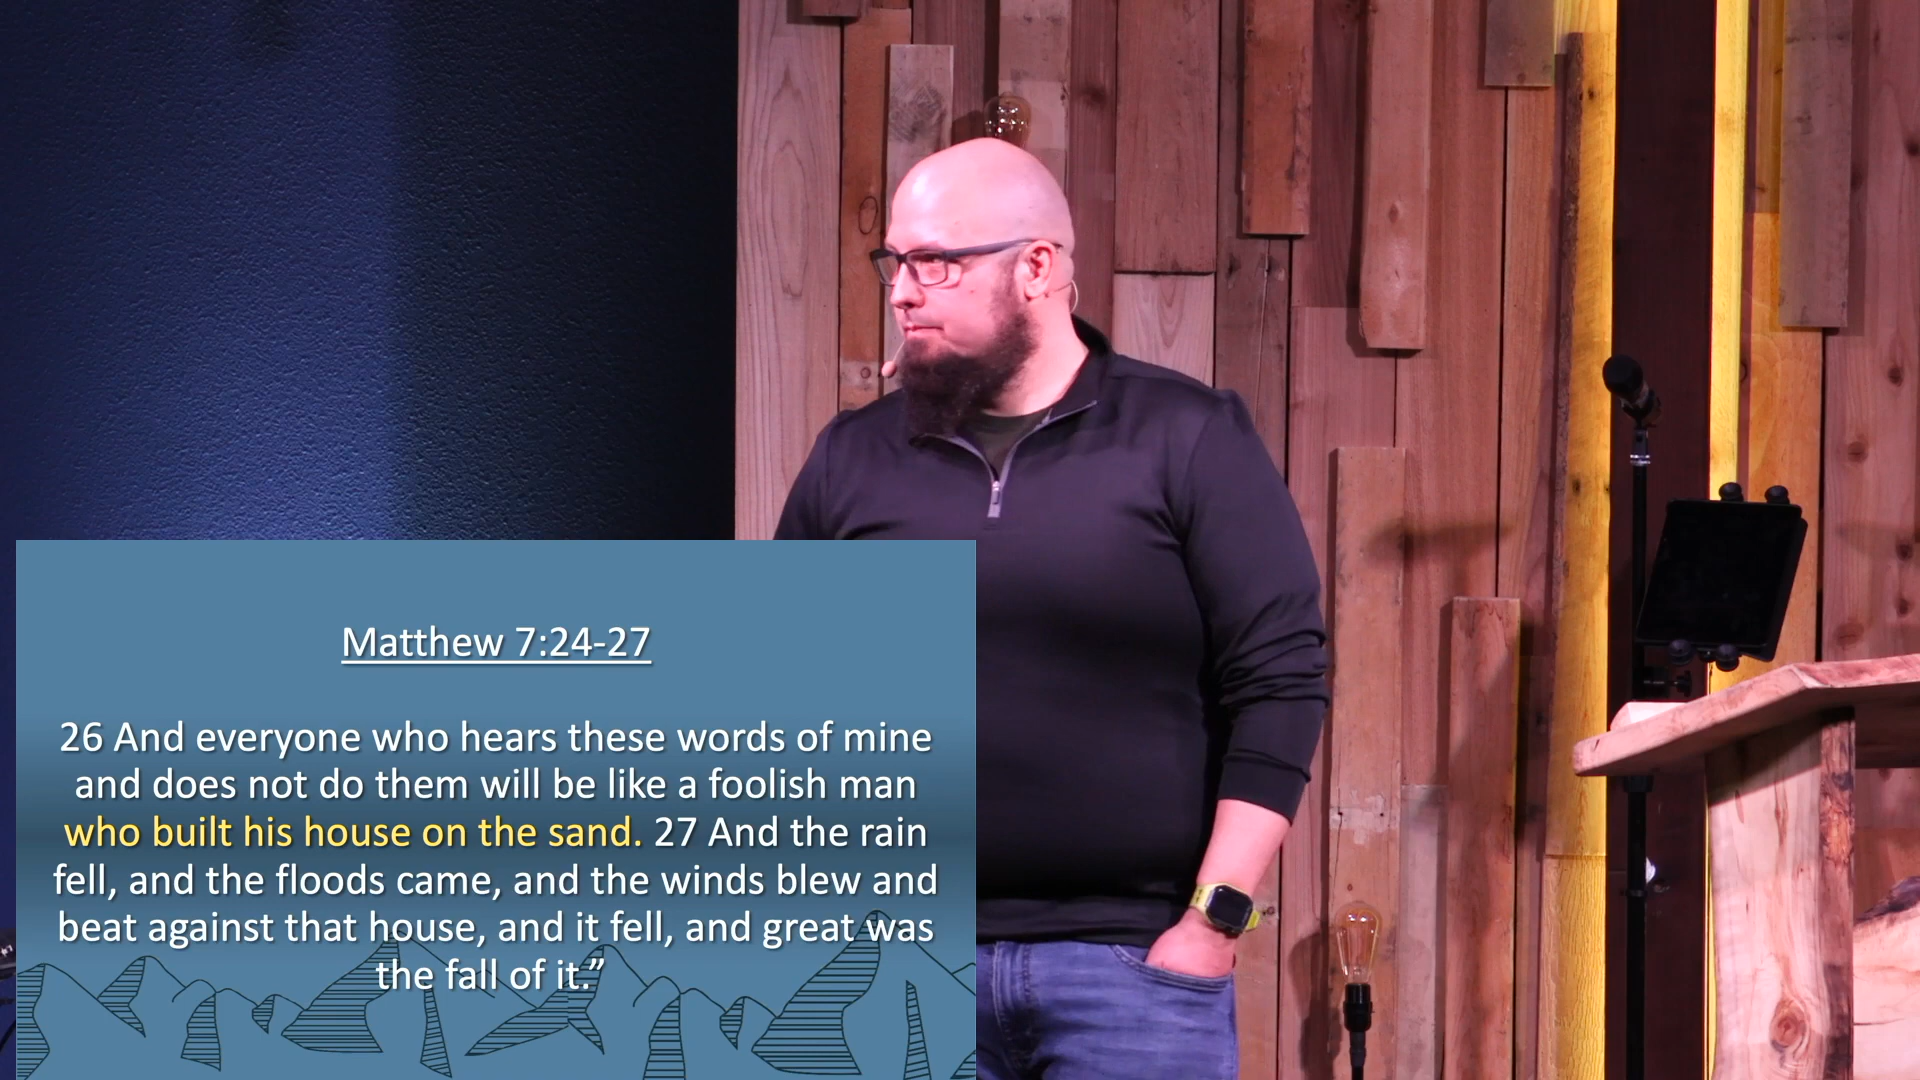 Matthew 7:24-27
26 And everyone who hears these words of mine
and does not do them will be like a foolish man
who built his house on the sand. 27 And the rain
fell, and the floods came, and the winds blew and
beat against that house, and it fell, and great was
the fall of it.”